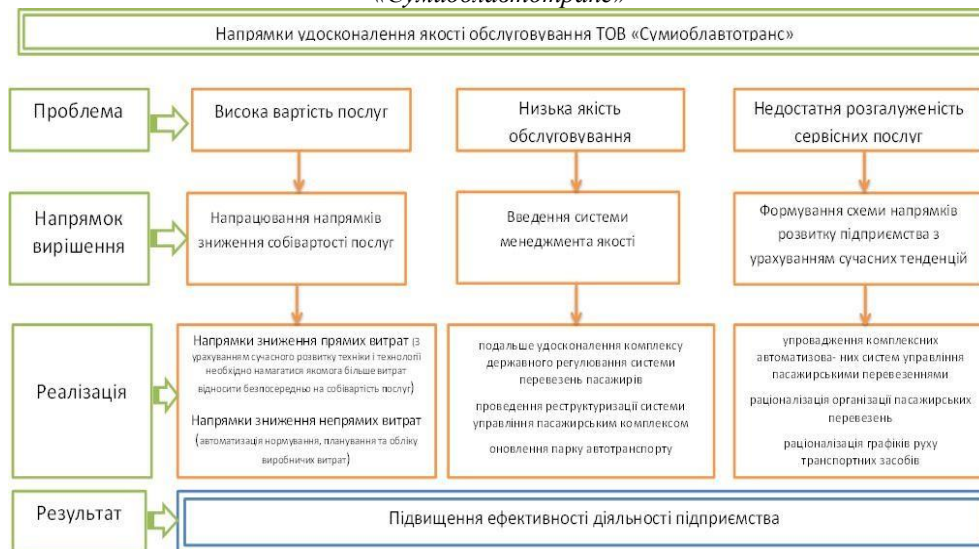 «Сумиоблавтотранс»
Напрямки удосконалення якості обслуговування ТОВ «Сумиоблавтотранс»
Проблема
Висока вартість послуг
Низька якість
обслуговування
Недостатня розгалуженість
сервісних послуг
Напрямок
вирішення
Напрацювання напрямків
зниження собівартості послуг
Введення системи
менеджмента якості
Формування схеми напрямків
розвитку підприємства з
урахуванням сучасних тенденцій
Реалізація
Напрямки зниження прямих витрат (З
урахуванням сучасного розвитку техніки і технології
необхідно намагатися якомога більше витрат
відносити безпосередньо на собівартість послуг)
Напрямки зниження непрямих витрат
(автоматизація нормування, планування та обліку
виробничих витрат)
подальше удосконалення комплексу
державного регулювання системи
перевезень пасажирів
проведення реструктуризації системи
управління пасажирським комплексом
оновлення парку автотранспорту
упровадження комплексних
автоматизова- них систем управління
пасажирськими перевезеннями
раціоналізація організації пасажирських
перевезень
раціоналізація графіків руху
транспортних засобів
Результат
Підвищення ефективності діяльності підприємства